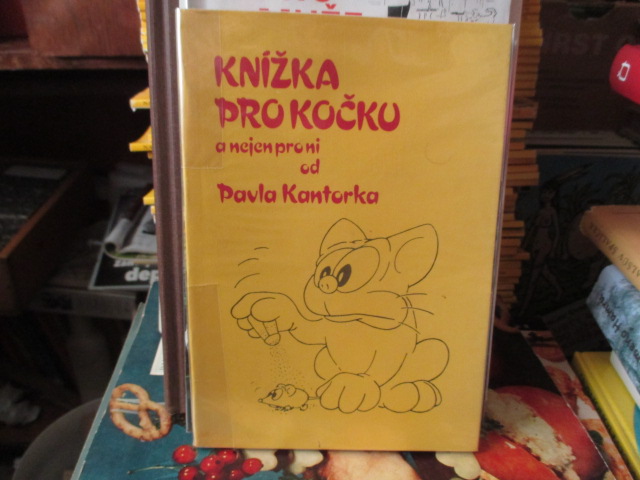 KNÍŽKA
PRO KOČKU
a nejen pro ni
od
Pavla Kantorka